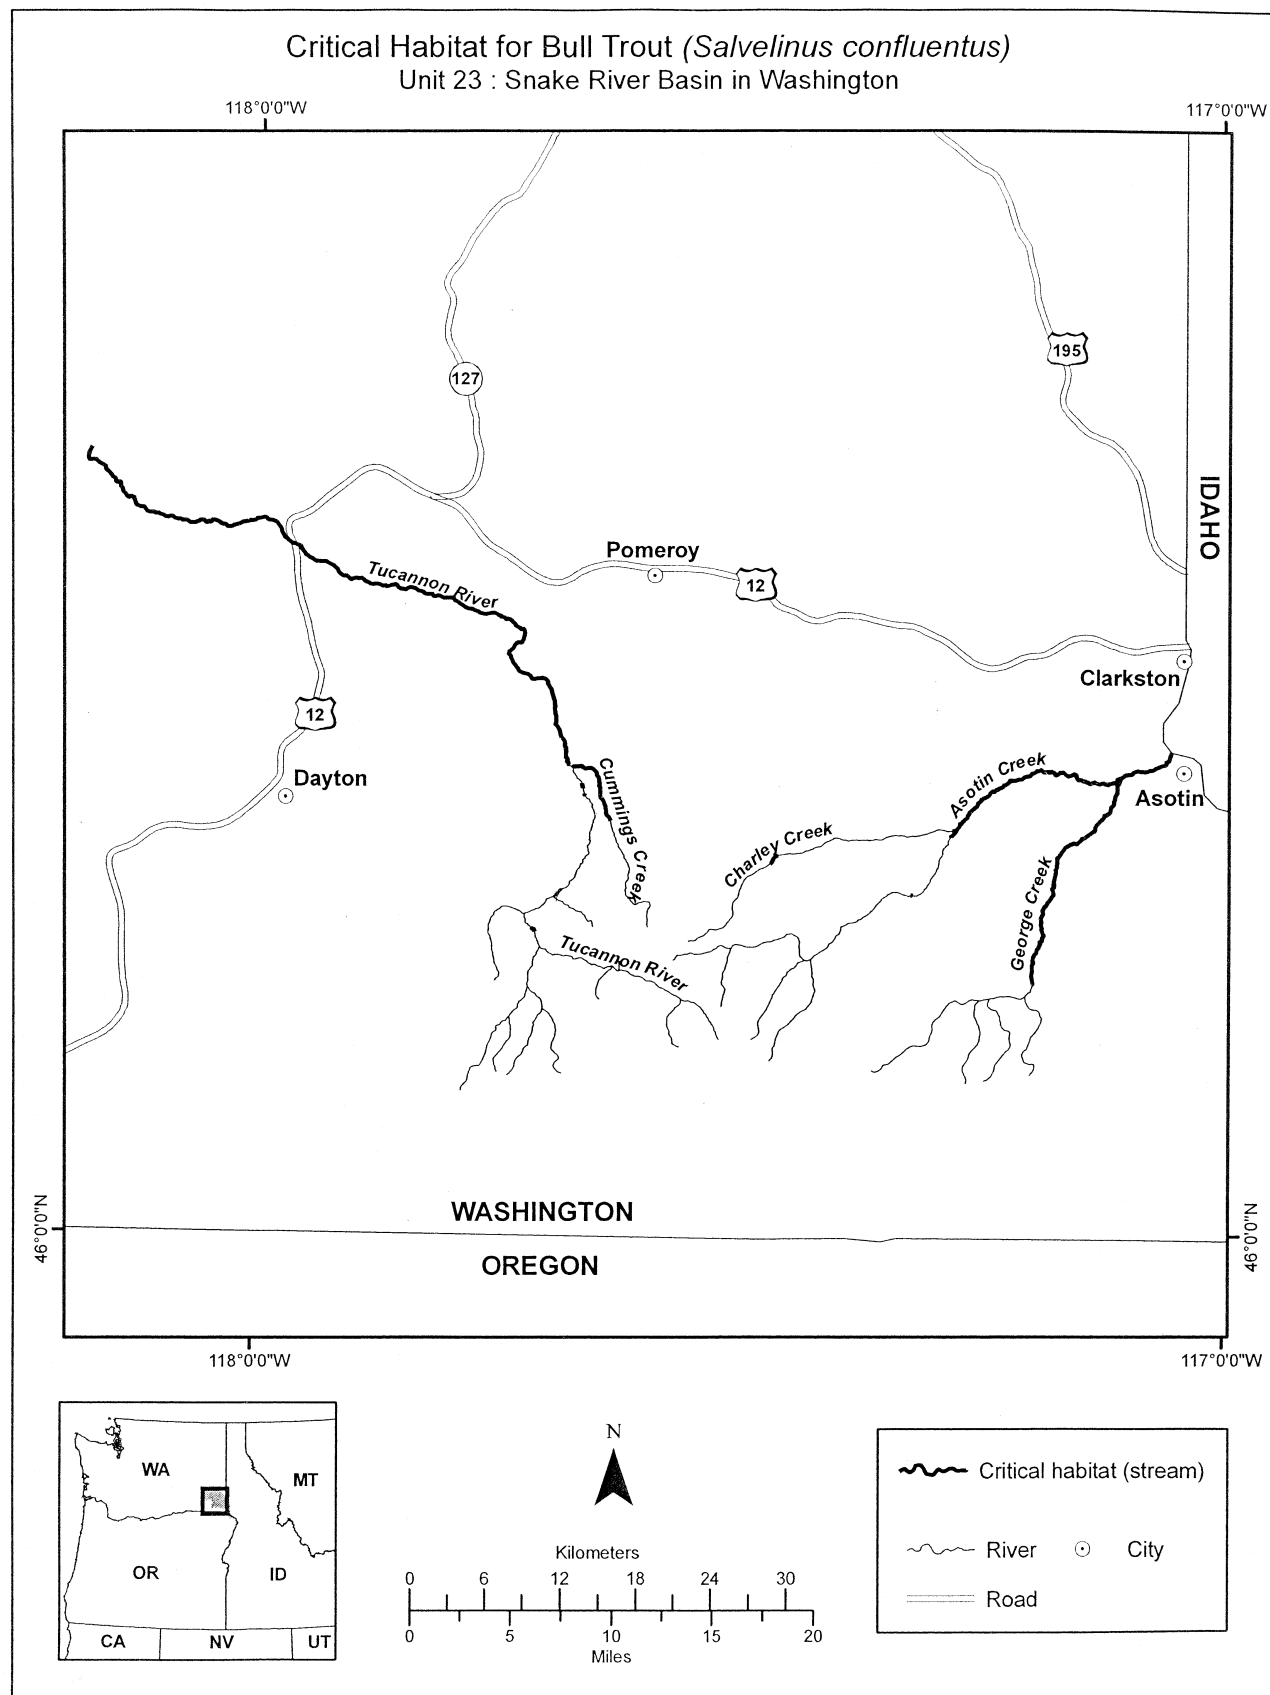 Critical Habitat for Bull Trout (Salvelinus confluentus)
Unit 23 : Snake River Basin in Washington
118°0'0"W
117°0'0"W
127
195
IDAHO
Pomeroy
12
Tucannon River
Clarkston
12
Dayton
Cummings Creek
Asotin Creek
Asotin
Charley Creek
George Creek
Tucannon River
WASHINGTON
46°0'0"N
46°0'0"N
OREGON
118°0'0"W
117°0'0"W
WA
MT
OR
ID
CA
NV
UT
N
Kilometers
0 6 12 18 24 30
0 5 10 15 20
Miles
Critical habitat (stream)
River
City
Road